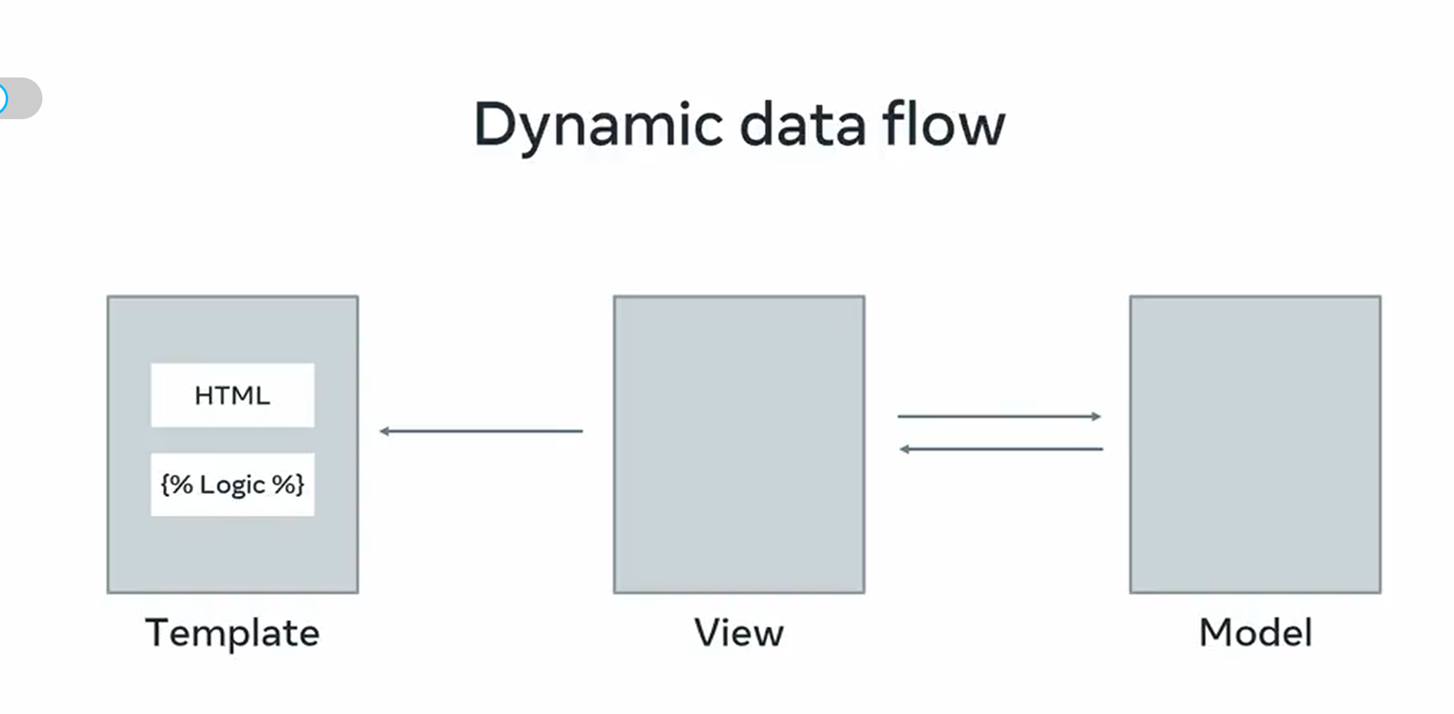 Dynamic data flow
HTML
{% Logic %}
Template
View
Model